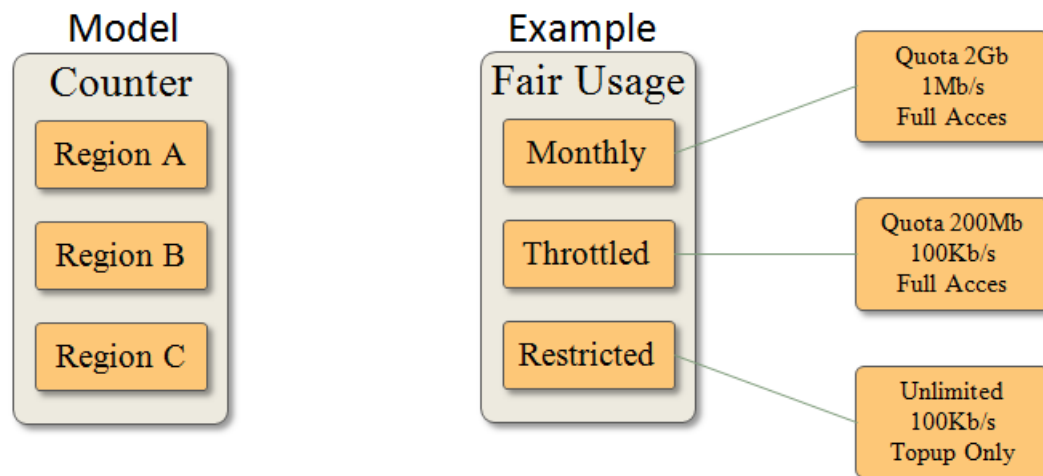 Model
Counter
Region A
Region B
Region C
Example
Fair Usage
Monthly
Throttled
Restricted
Quota 2Gb
1Mb/s
Full Acces
Quota 200Mb
100Kb/s
Full Acces
Unlimited
100Kb/s
Topup Only